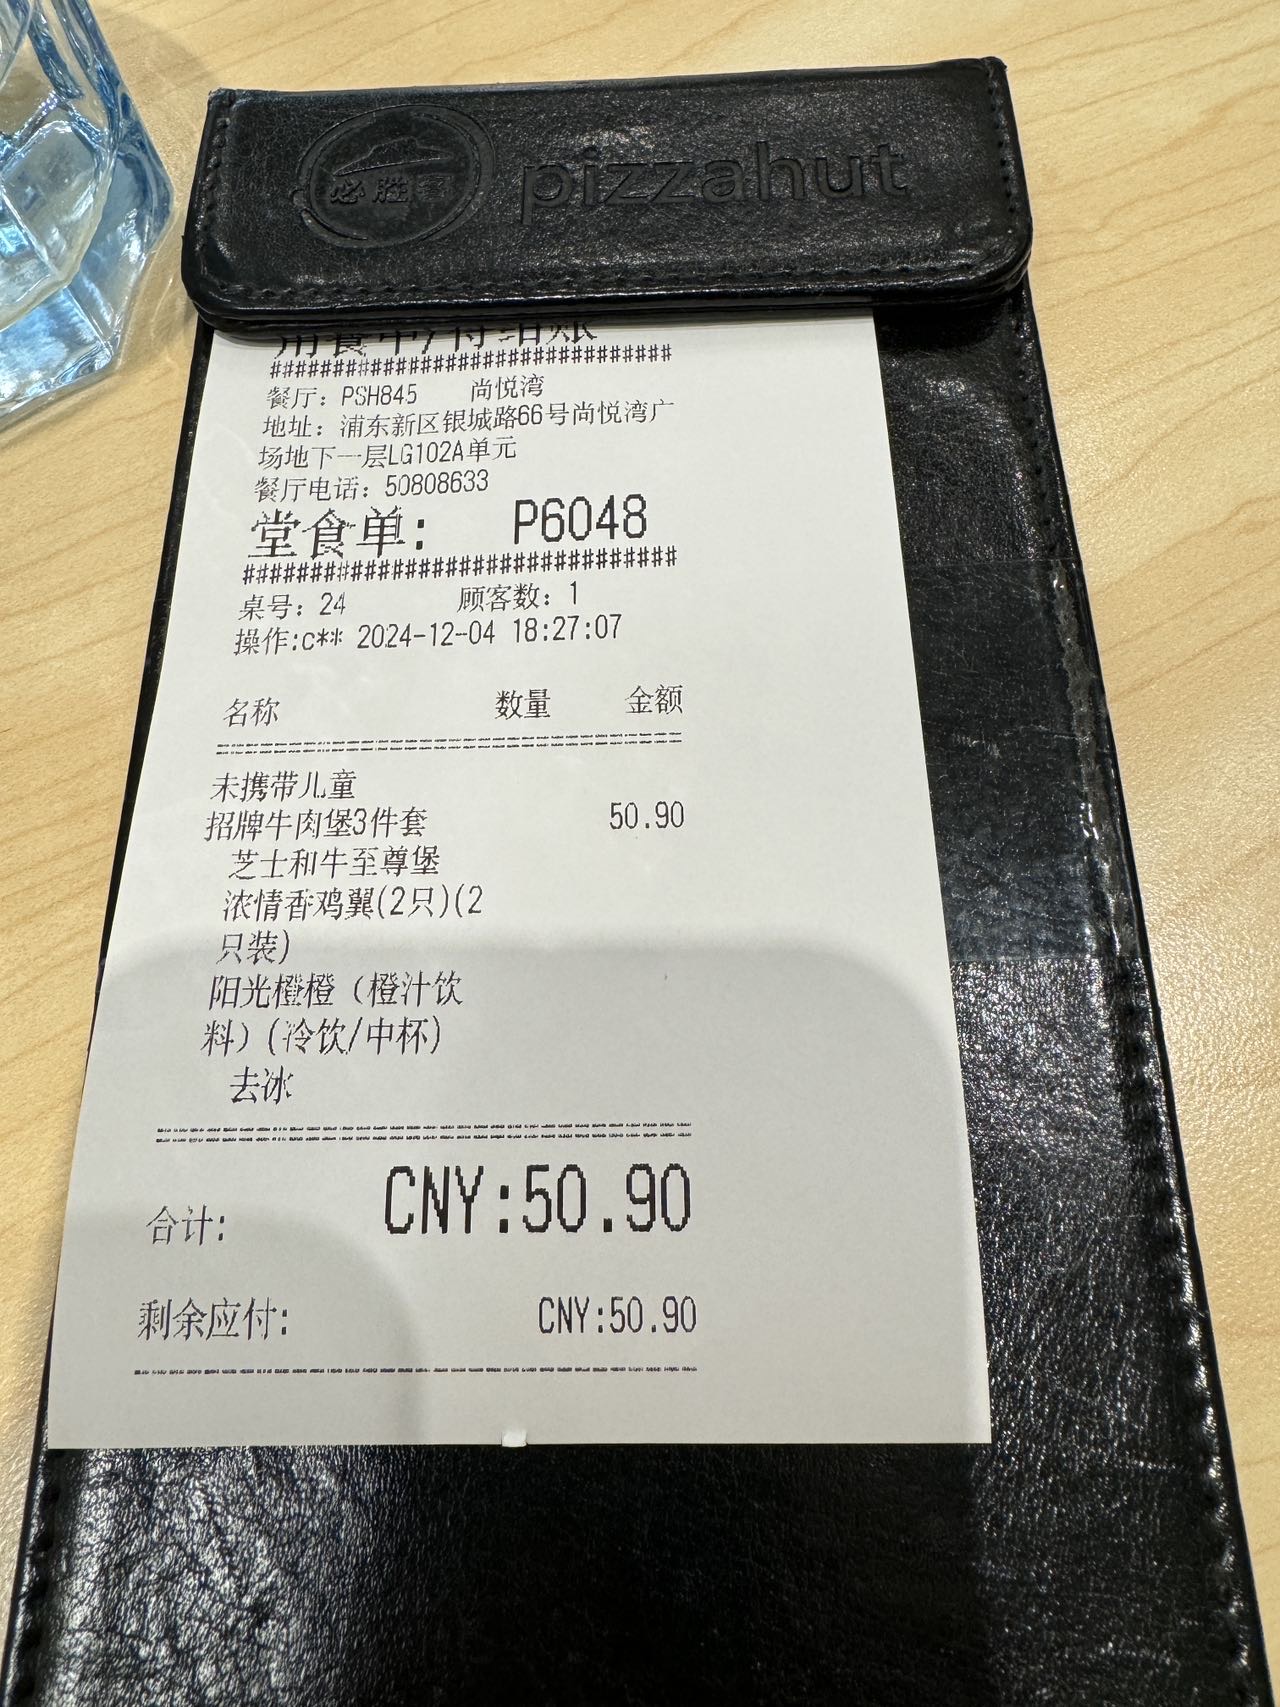 必胜客
pizzahut
用餐中/待结账
################################
餐厅：PSH845 尚悦湾
地址：浦东新区银城路66号尚悦湾广
场地下一层LG102A单元
餐厅电话：50808633
堂食单： P6048
################################
桌号：24 顾客数：1
操作:c** 2024-12-04 18:27:07
名称 数量 金额
未携带儿童
招牌牛肉堡3件套 50.90
芝士和牛至尊堡
浓情香鸡翼(2只)(2
只装)
阳光橙橙（橙汁饮
料）(冷饮/中杯)
去冰
合计: CNY:50.90
剩余应付: CNY:50.90